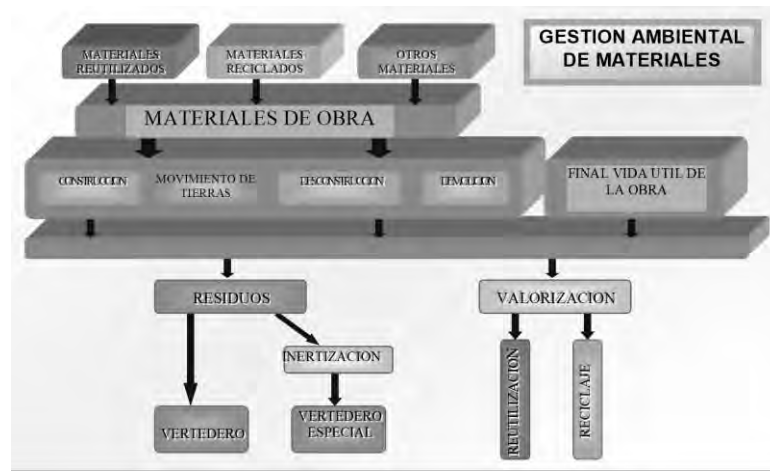 GESTION AMBIENTAL
DE MATERIALES
MATERIALES
REUTILIZADOS
MATERIALES
RECICLADOS
OTROS
MATERIALES
MATERIALES DE OBRA
CONSTRUCCION
MOVIMIENTO DE
TIERRAS
DESCONSTRUCCION
DEMOLICION
FINAL VIDA UTIL DE
LA OBRA
RESIDUOS
VALORIZACION
INERTIZACION
REUTILIZACION
RECICLAJE
VERTEDERO
VERTEDERO
ESPECIAL